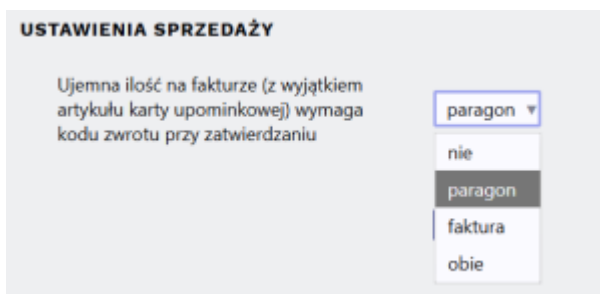 USTAWIENIA SPRZEDAŻY
Ujemna ilość na fakturze (z wyjątkiem
artykułu karty upominkowej) wymaga
kodu zwrotu przy zatwierdzaniu
paragon
nie
paragon
faktura
obie